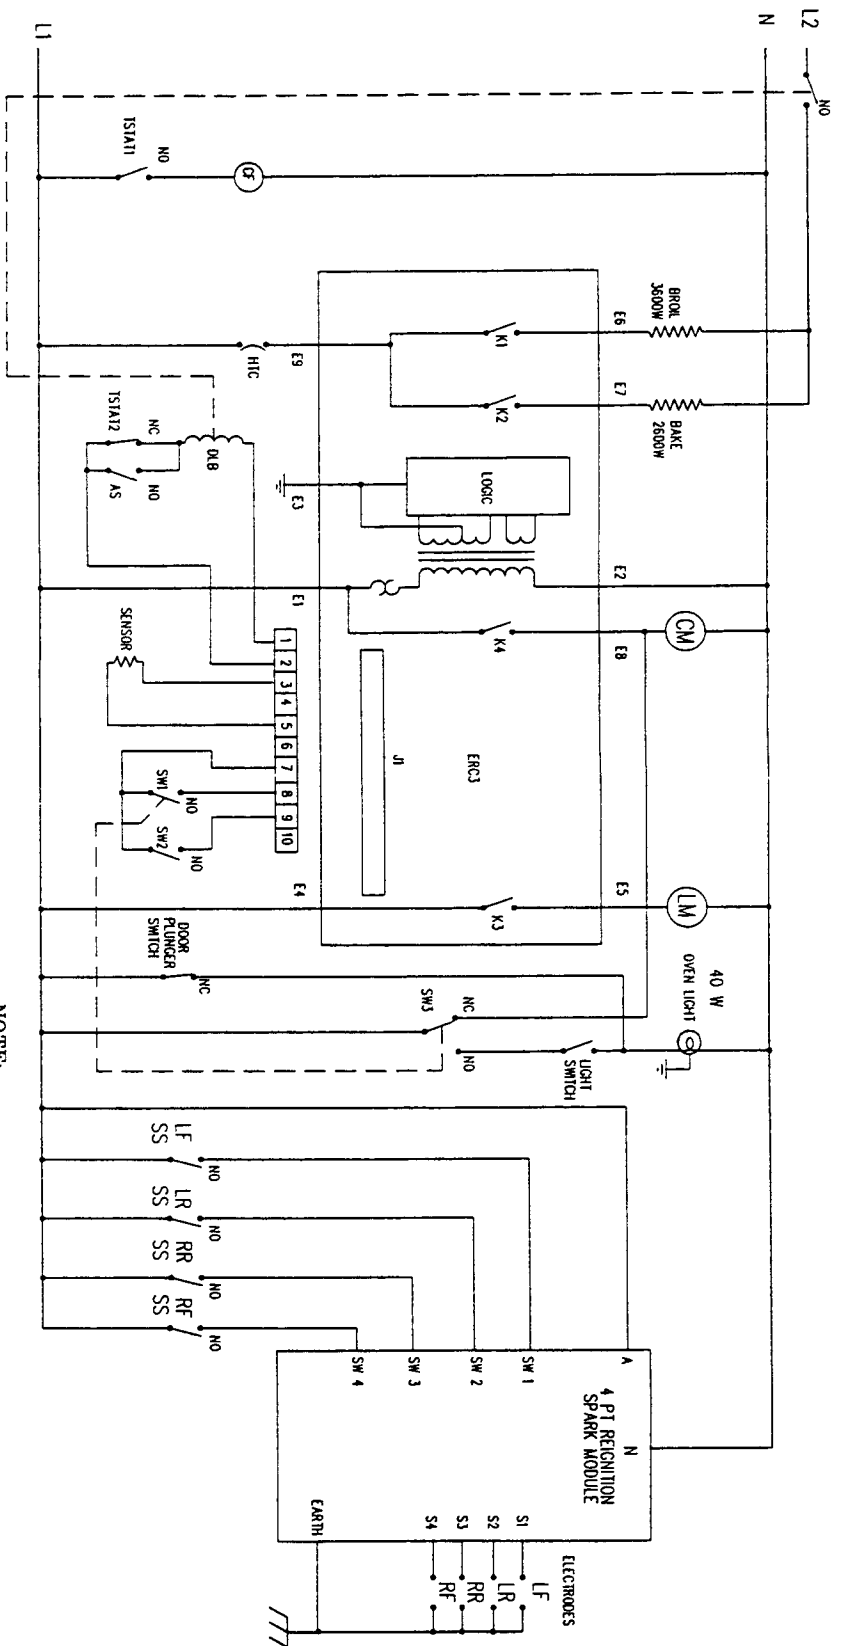 L1
N
L2
NO
TSTAT1
NO
CF
BROIL
3600W
E6
K1
E9
HTC
BAKE
2600W
E7
K2
TSTAT2
NC
DLB
AS
NO
LOGIC
E3
E2
E1
CM
E8
K4
SENSOR
1
2
3
4
5
6
7
8
9
10
J1
ERC3
SW1
NO
SW2
NO
LM
E5
E4
K3
DOOR
PLUNGER
SWITCH
NC
SW3
NC
NO
LIGHT
SWITCH
40 W
OVEN LIGHT
LF
SS
NO
LR
SS
NO
RR
SS
NO
RF
SS
NO
A
N
SW 1
SW 2
SW 3
SW 4
4 PT REIGNITION
SPARK MODULE
EARTH
S1
S2
S3
S4
ELECTRODES
LF
LR
RR
RF